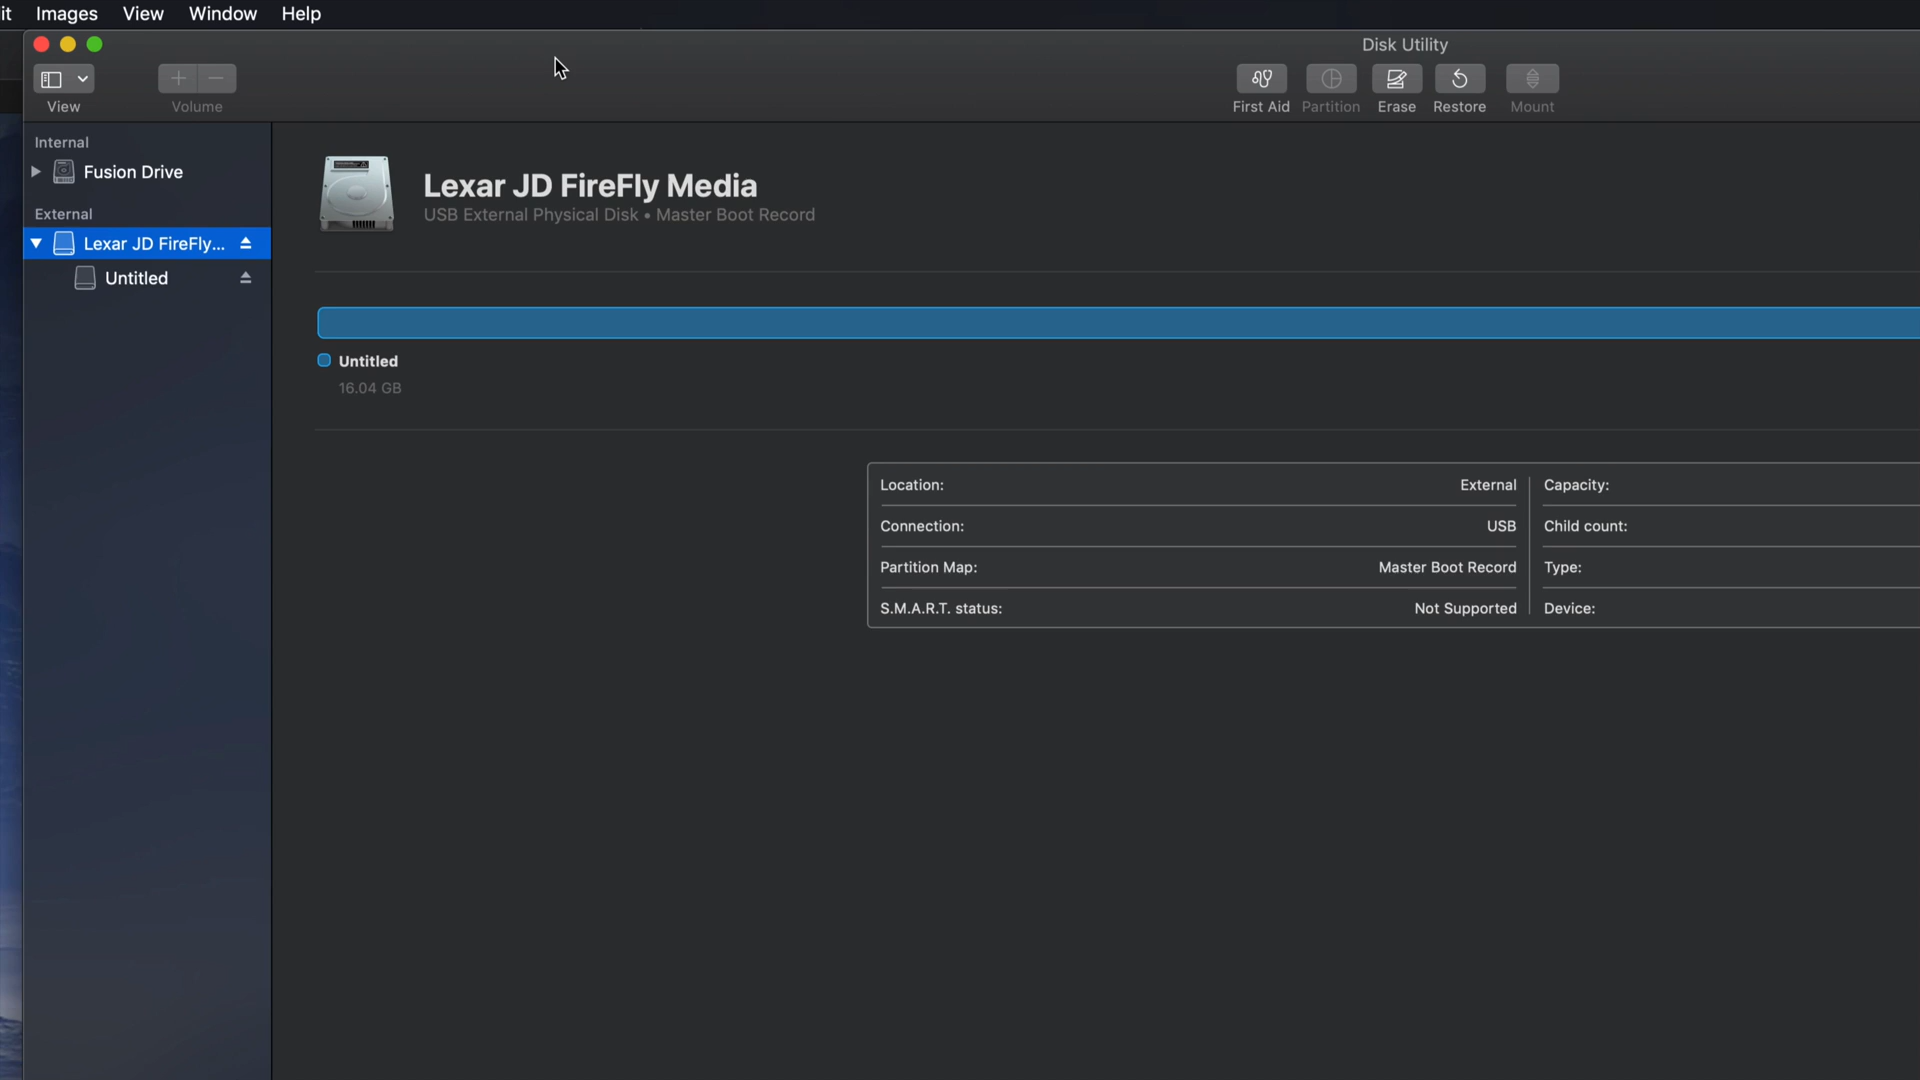 it Images View Window Help
Disk Utility
View
Volume
First Aid Partition Erase Restore Mount
Internal
Fusion Drive
External
Lexar JD FireFly...
Untitled
Lexar JD FireFly Media
USB External Physical Disk • Master Boot Record
Untitled
16.04 GB
Location: External
Capacity:
Connection: USB
Child count:
Partition Map: Master Boot Record
Type:
S.M.A.R.T. status: Not Supported
Device: